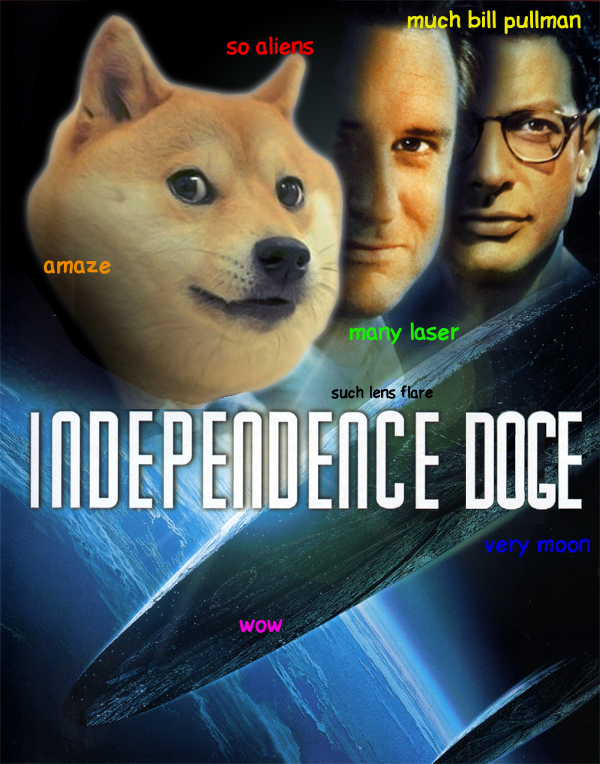 much bill pullman
so aliens
amaze
many laser
such lens flare
INDEPENDENCE DOGE
very moon
wow